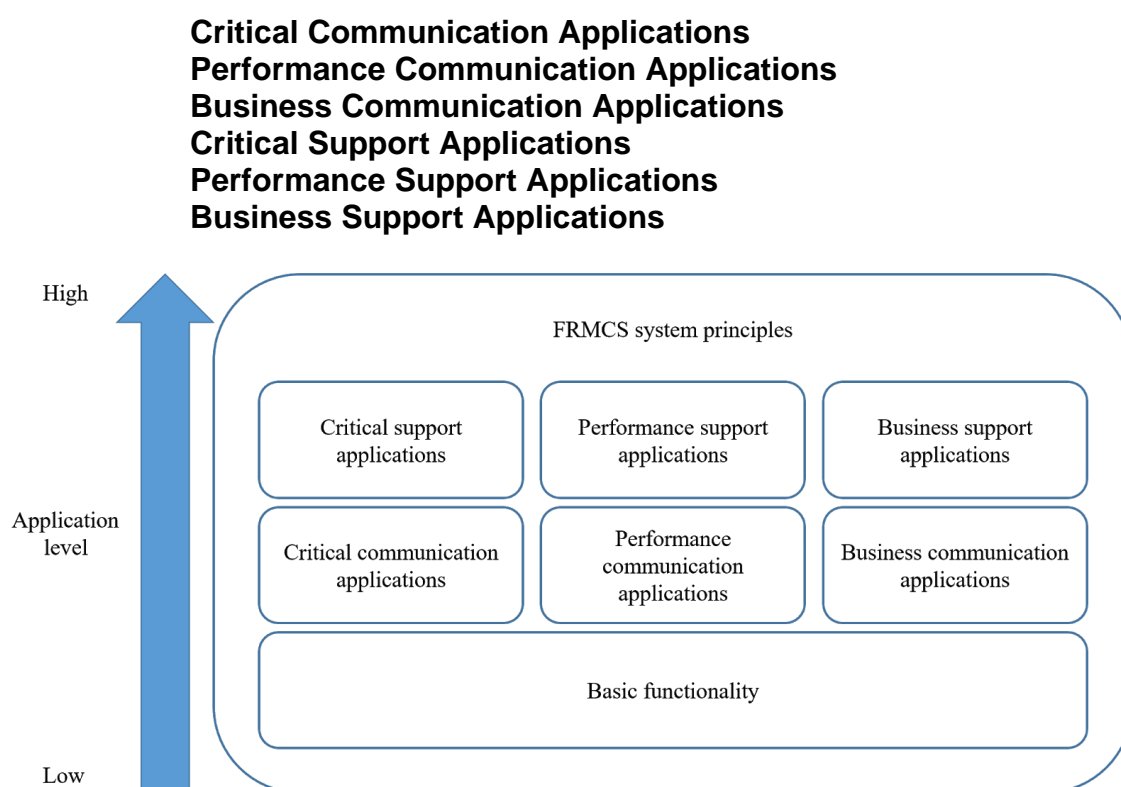 Critical Communication Applications
Performance Communication Applications
Business Communication Applications
Critical Support Applications
Performance Support Applications
Business Support Applications
High
FRMCS system principles
Critical support
applications
Performance support
applications
Business support
applications
Application
level
Critical communication
applications
Performance
communication
applications
Business communication
applications
Basic functionality
Low